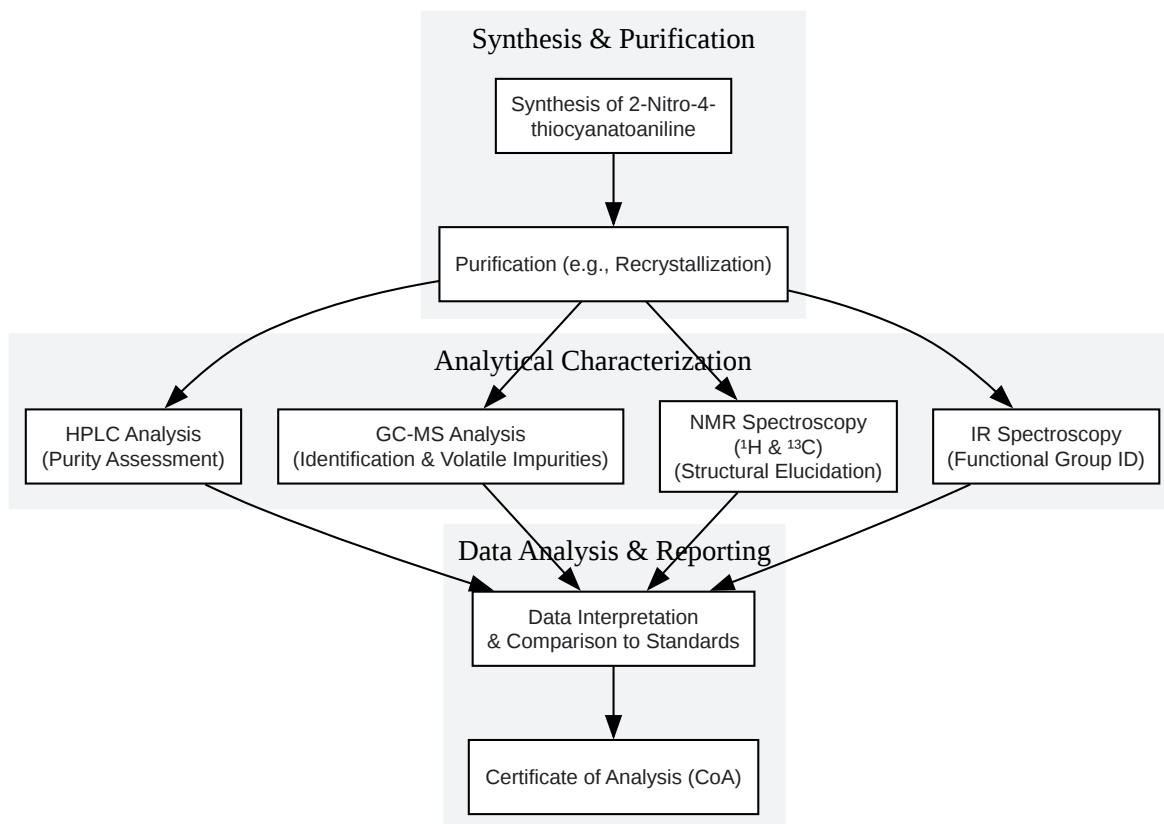 Synthesis & Purification
Synthesis of 2-Nitro-4-
thiocyanatoaniline
Purification (e.g., Recrystallization)
Analytical Characterization
HPLC Analysis
(Purity Assessment)
GC-MS Analysis
(Identification & Volatile Impurities)
NMR Spectroscopy
(¹H & ¹³C)
(Structural Elucidation)
IR Spectroscopy
(Functional Group ID)
Data Analysis & Reporting
Data Interpretation
& Comparison to Standards
Certificate of Analysis (CoA)